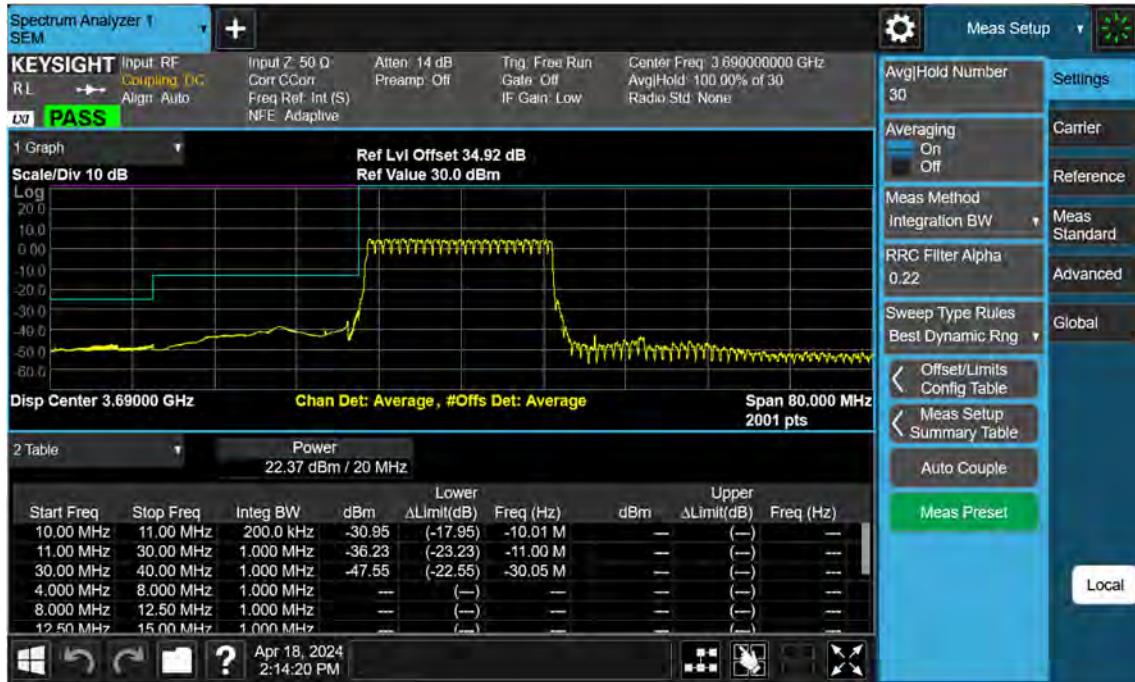 Spectrum Analyzer 1
SEM
+
Meas Setup
KEYSIGHT
RL
LXI
PASS
Input: RF
Coupling: DC
Align: Auto
Input Z: 50 Ω
Corr CCorr
Freq Ref: Int (S)
NFE: Adaptive
Atten: 14 dB
Preamp: Off
Trig: Free Run
Gate: Off
IF Gain: Low
Center Freq: 3.690000000 GHz
Avg|Hold: 100.00% of 30
Radio Std: None
1 Graph
Scale/Div 10 dB
Ref Lvl Offset 34.92 dB
Ref Value 30.0 dBm
Log
20.0
10.0
0.00
-10.0
-20.0
-30.0
-40.0
-50.0
-60.0
Disp Center 3.69000 GHz
Chan Det: Average, #Offs Det: Average
Span 80.000 MHz
2001 pts
2 Table
Power
22.37 dBm / 20 MHz
Lower Upper
Start Freq Stop Freq Integ BW dBm ΔLimit(dB) Freq (Hz) dBm ΔLimit(dB) Freq (Hz)
10.00 MHz 11.00 MHz 200.0 kHz -30.95 (-17.95) -10.01 M --- (---) ---
11.00 MHz 30.00 MHz 1.000 MHz -36.23 (-23.23) -11.00 M --- (---) ---
30.00 MHz 40.00 MHz 1.000 MHz -47.55 (-22.55) -30.05 M --- (---) ---
4.000 MHz 8.000 MHz 1.000 MHz --- (---) --- --- (---) ---
8.000 MHz 12.50 MHz 1.000 MHz --- (---) --- --- (---) ---
12.50 MHz 15.00 MHz 1.000 MHz --- (---) --- --- (---) ---
?
Apr 18, 2024
2:14:20 PM
Avg|Hold Number
30
Averaging
On
Off
Meas Method
Integration BW
RRC Filter Alpha
0.22
Sweep Type Rules
Best Dynamic Rng
Offset/Limits
Config Table
Meas Setup
Summary Table
Auto Couple
Meas Preset
Settings
Carrier
Reference
Meas
Standard
Advanced
Global
Local